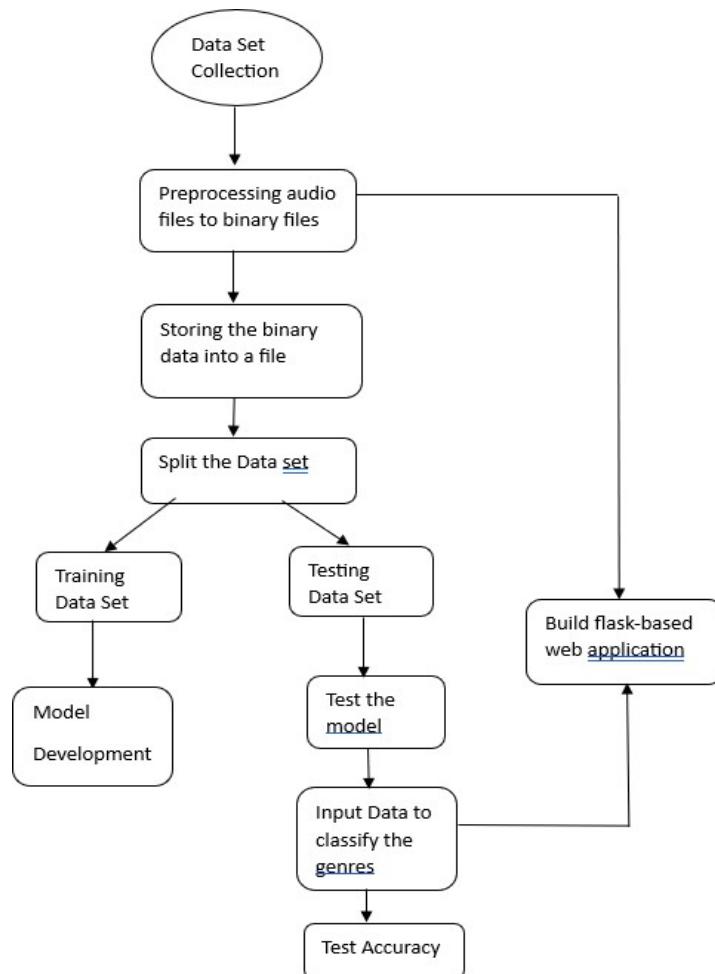 Data Set
Collection
Preprocessing audio
files to binary files
Storing the binary
data into a file
Split the Data set
Training
Data Set
Testing
Data Set
Build flask-based
web application
Model
Development
Test the
model
Input Data to
classify the
genres
Test Accuracy